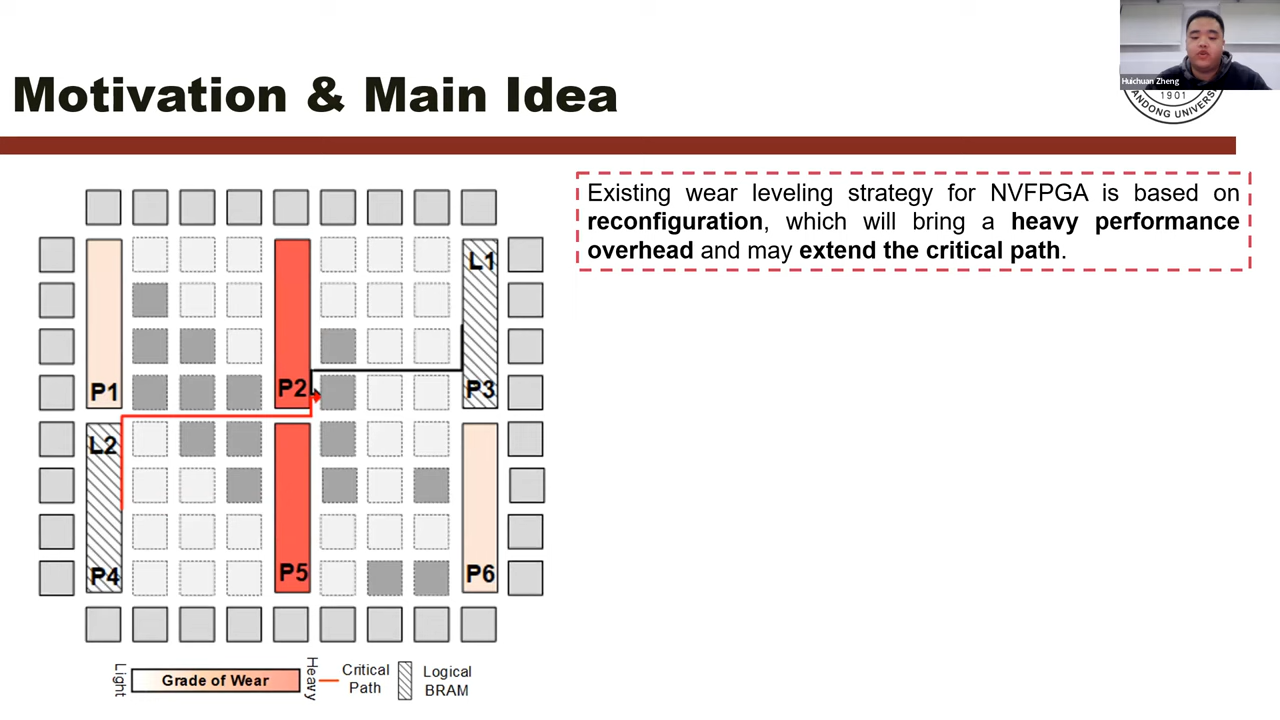 Huichuan Zheng
1901
ANDONG UNIVERS
Motivation & Main Idea
Existing wear leveling strategy for NVFPGA is based on
reconfiguration, which will bring a heavy performance
overhead and may extend the critical path.
L1
P1
P2
P3
L2
P4
P5
P6
Light
Grade of Wear
Heavy
Critical
Path
Logical
BRAM